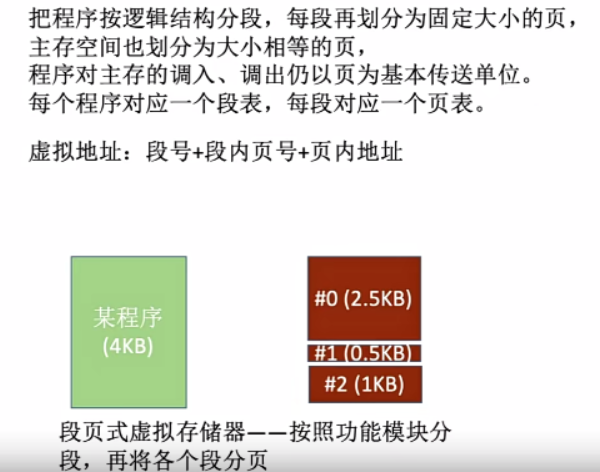 把程序按逻辑结构分段，每段再划分为固定大小的页，
主存空间也划分为大小相等的页，
程序对主存的调入、调出仍以页为基本传送单位。
每个程序对应一个段表，每段对应一个页表。
虚拟地址：段号+段内页号+页内地址
某程序
(4KB)
#0 (2.5KB)
#1 (0.5KB)
#2 (1KB)
段页式虚拟存储器——按照功能模块分
段，再将各个段分页